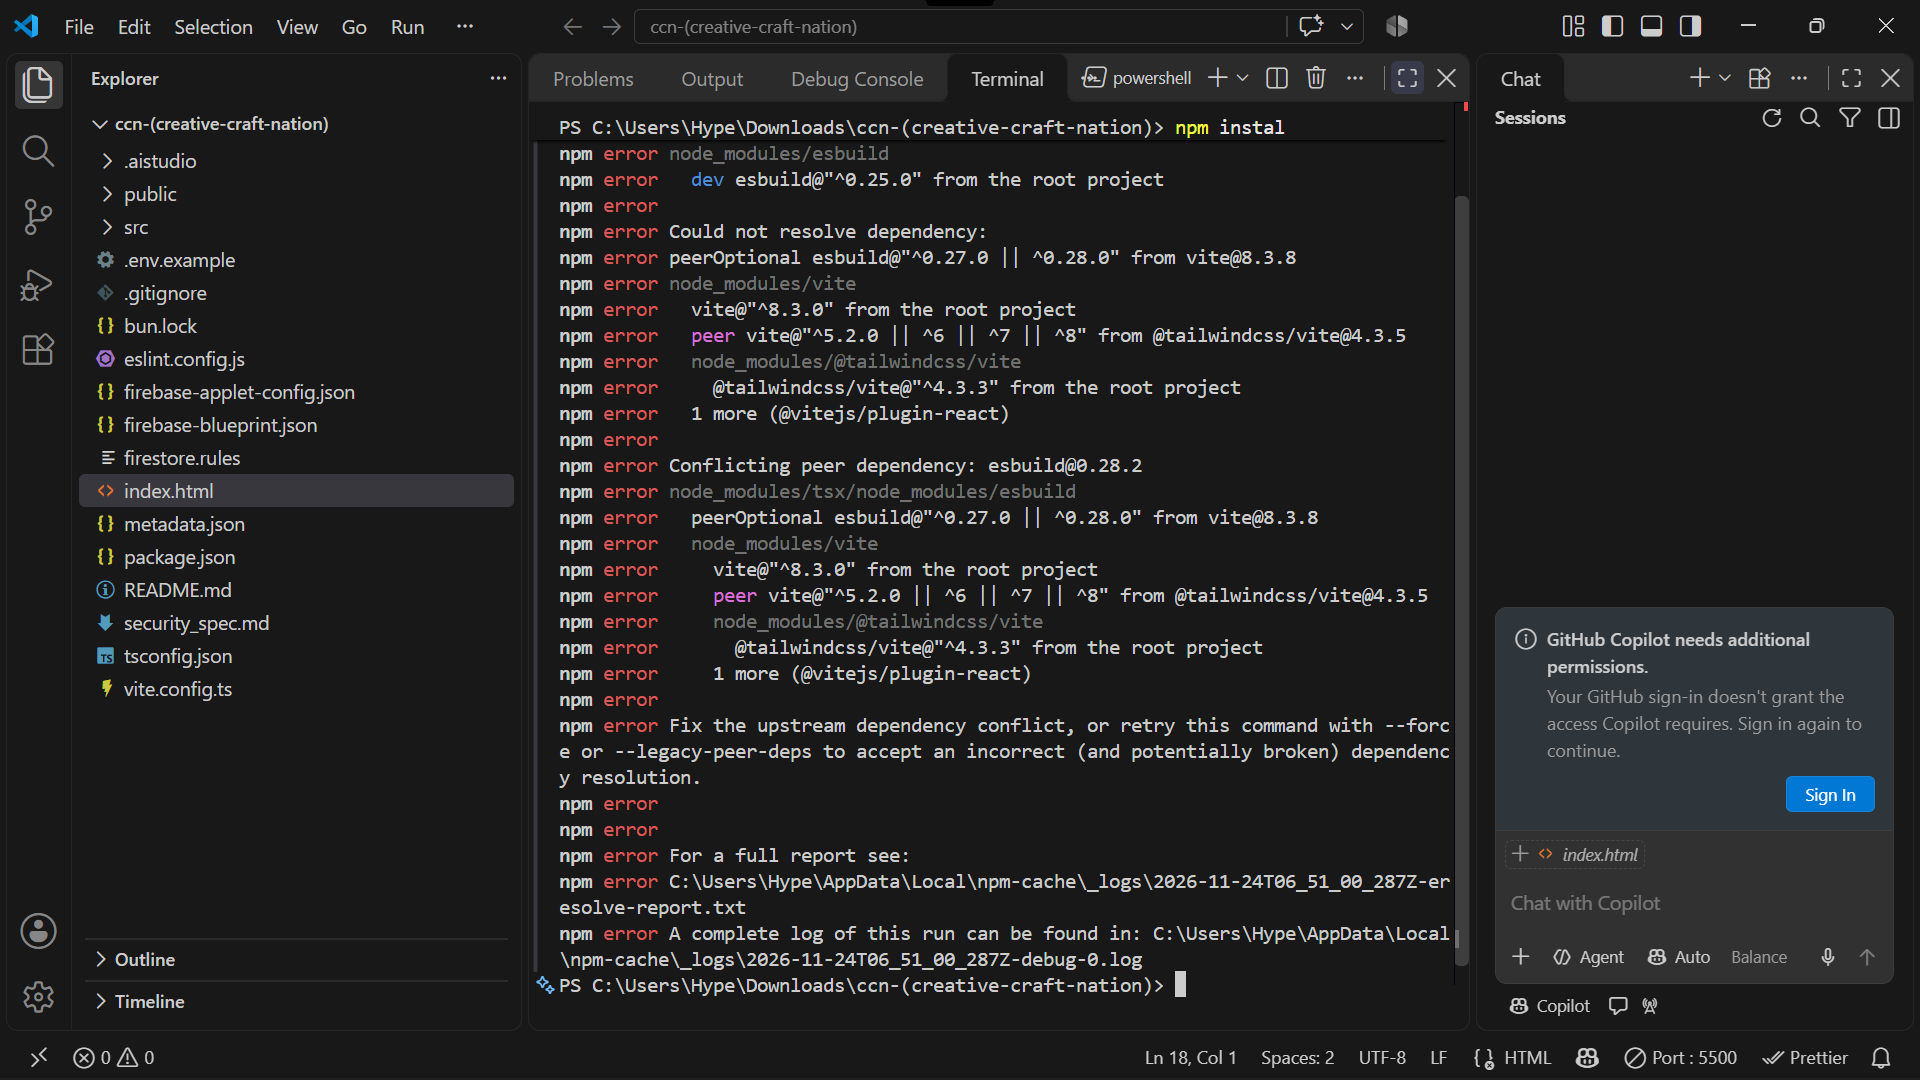 File Edit Selection View Go Run
ccn-(creative-craft-nation)
Explorer
ccn-(creative-craft-nation)
.aistudio
public
src
.env.example
.gitignore
bun.lock
eslint.config.js
firebase-applet-config.json
firebase-blueprint.json
firestore.rules
index.html
metadata.json
package.json
README.md
security_spec.md
tsconfig.json
vite.config.ts
Outline
Timeline
Problems Output Debug Console Terminal powershell
PS C:\Users\Hype\Downloads\ccn-(creative-craft-nation)> npm instal
npm error node_modules/esbuild
npm error   dev esbuild@"^0.25.0" from the root project
npm error
npm error Could not resolve dependency:
npm error peerOptional esbuild@"^0.27.0 || ^0.28.0" from vite@8.3.8
npm error node_modules/vite
npm error   vite@"^8.3.0" from the root project
npm error   peer vite@"^5.2.0 || ^6 || ^7 || ^8" from @tailwindcss/vite@4.3.5
npm error   node_modules/@tailwindcss/vite
npm error     @tailwindcss/vite@"^4.3.3" from the root project
npm error   1 more (@vitejs/plugin-react)
npm error
npm error Conflicting peer dependency: esbuild@0.28.2
npm error node_modules/tsx/node_modules/esbuild
npm error   peerOptional esbuild@"^0.27.0 || ^0.28.0" from vite@8.3.8
npm error   node_modules/vite
npm error     vite@"^8.3.0" from the root project
npm error     peer vite@"^5.2.0 || ^6 || ^7 || ^8" from @tailwindcss/vite@4.3.5
npm error     node_modules/@tailwindcss/vite
npm error       @tailwindcss/vite@"^4.3.3" from the root project
npm error     1 more (@vitejs/plugin-react)
npm error
npm error Fix the upstream dependency conflict, or retry this command with --forc
e or --legacy-peer-deps to accept an incorrect (and potentially broken) dependenc
y resolution.
npm error
npm error
npm error For a full report see:
npm error C:\Users\Hype\AppData\Local\npm-cache\_logs\2026-11-24T06_51_00_287Z-er
esolve-report.txt
npm error A complete log of this run can be found in: C:\Users\Hype\AppData\Local
\npm-cache\_logs\2026-11-24T06_51_00_287Z-debug-0.log
PS C:\Users\Hype\Downloads\ccn-(creative-craft-nation)>
Chat
Sessions
GitHub Copilot needs additional
permissions.
Your GitHub sign-in doesn't grant the
access Copilot requires. Sign in again to
continue.
Sign In
index.html
Chat with Copilot
Agent Auto Balance
Copilot
0 0
Ln 18, Col 1 Spaces: 2 UTF-8 LF HTML Port : 5500 Prettier